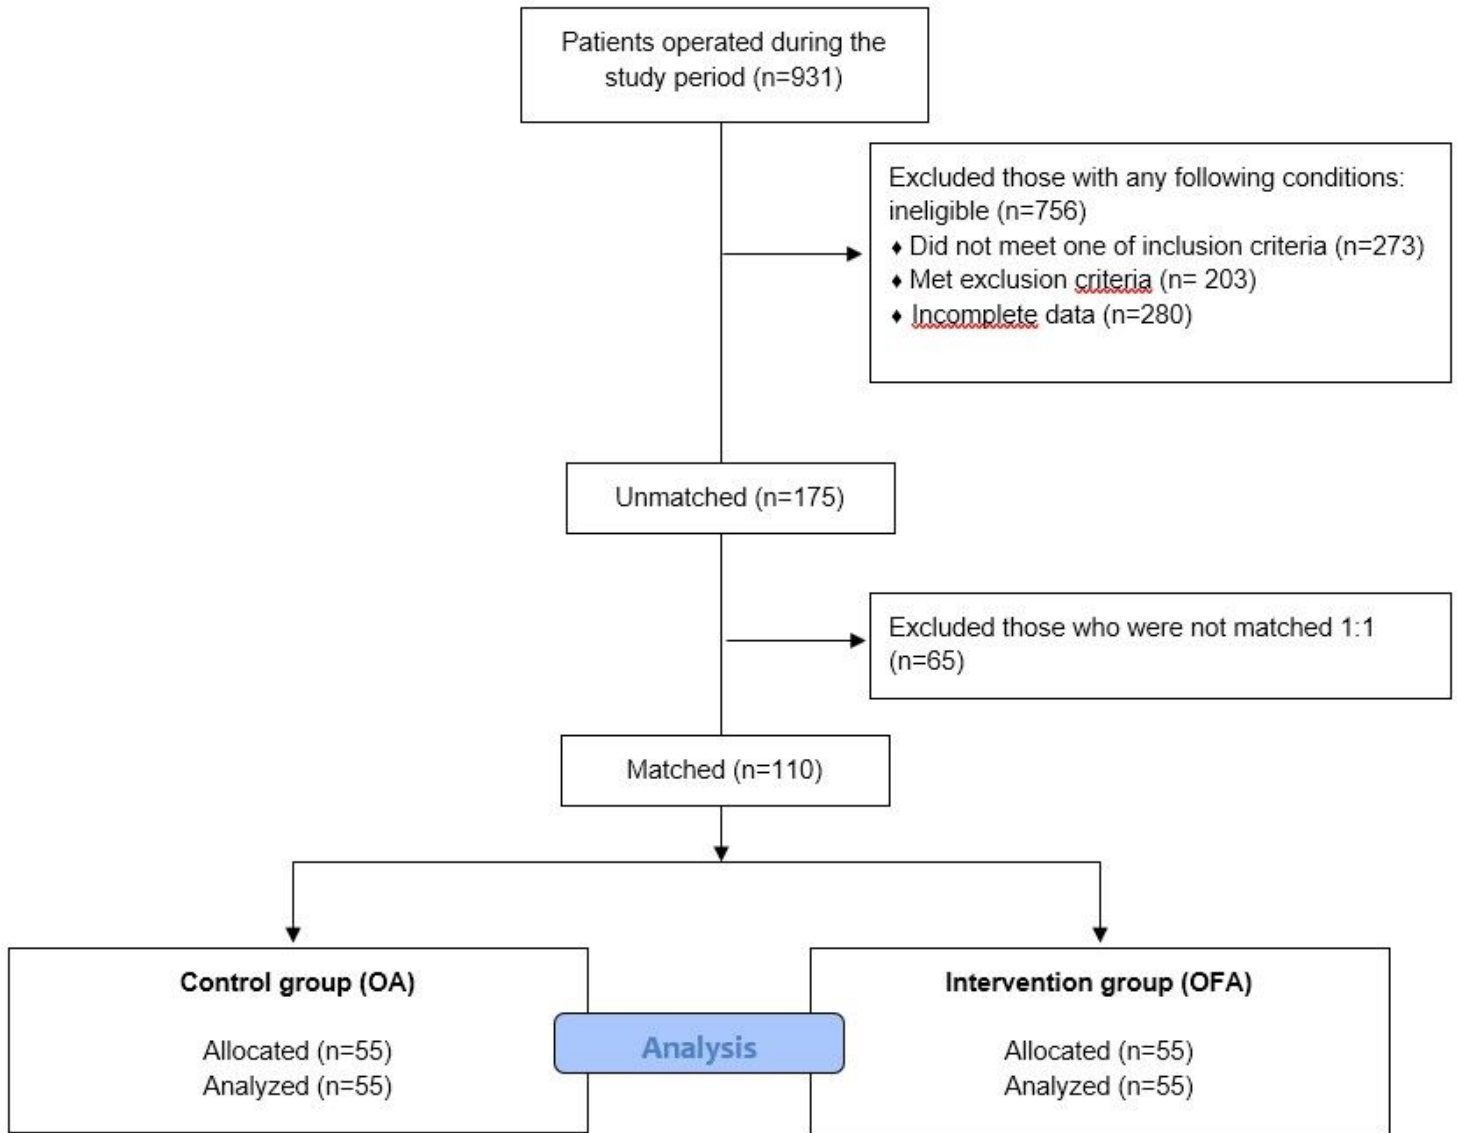 Patients operated during the
study period (n=931)
Excluded those with any following conditions:
ineligible (n=756)
♦ Did not meet one of inclusion criteria (n=273)
♦ Met exclusion criteria (n= 203)
♦ Incomplete data (n=280)
Unmatched (n=175)
Excluded those who were not matched 1:1
(n=65)
Matched (n=110)
Control group (OA)
Allocated (n=55)
Analyzed (n=55)
Analysis
Intervention group (OFA)
Allocated (n=55)
Analyzed (n=55)